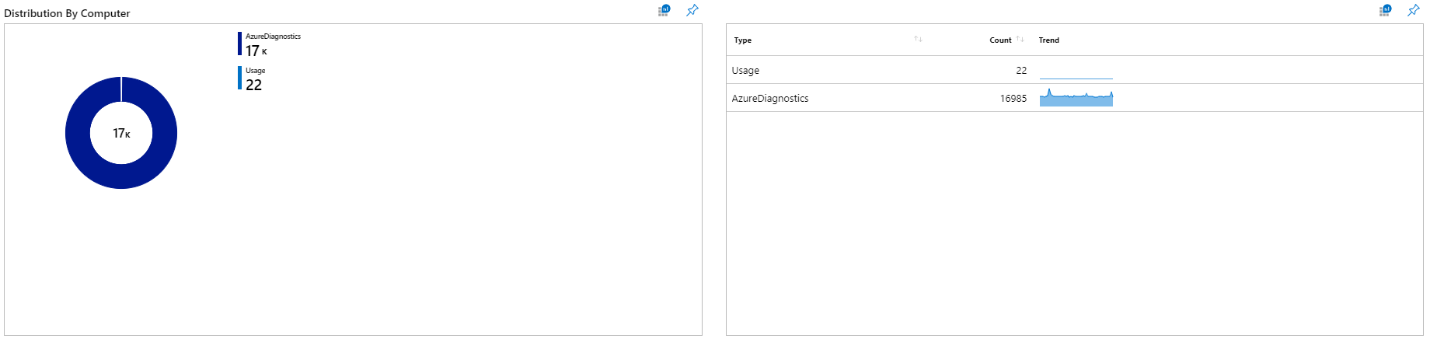 Distribution By Computer
AzureDiagnostics
17 K
Usage
22
17K
Type Count Trend
Usage 22
AzureDiagnostics 16985